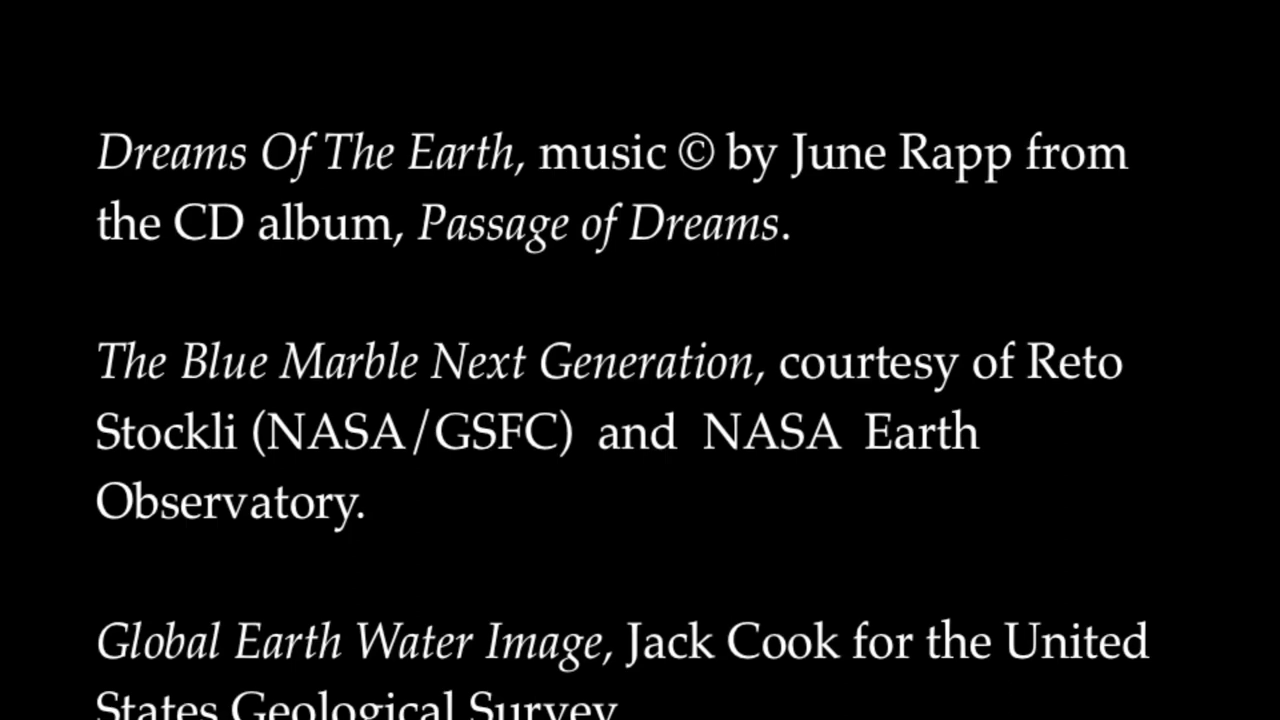 Dreams Of The Earth, music © by June Rapp from
the CD album, Passage of Dreams.
The Blue Marble Next Generation, courtesy of Reto
Stockli (NASA/GSFC) and NASA Earth
Observatory.
Global Earth Water Image, Jack Cook for the United
States Geological Survey